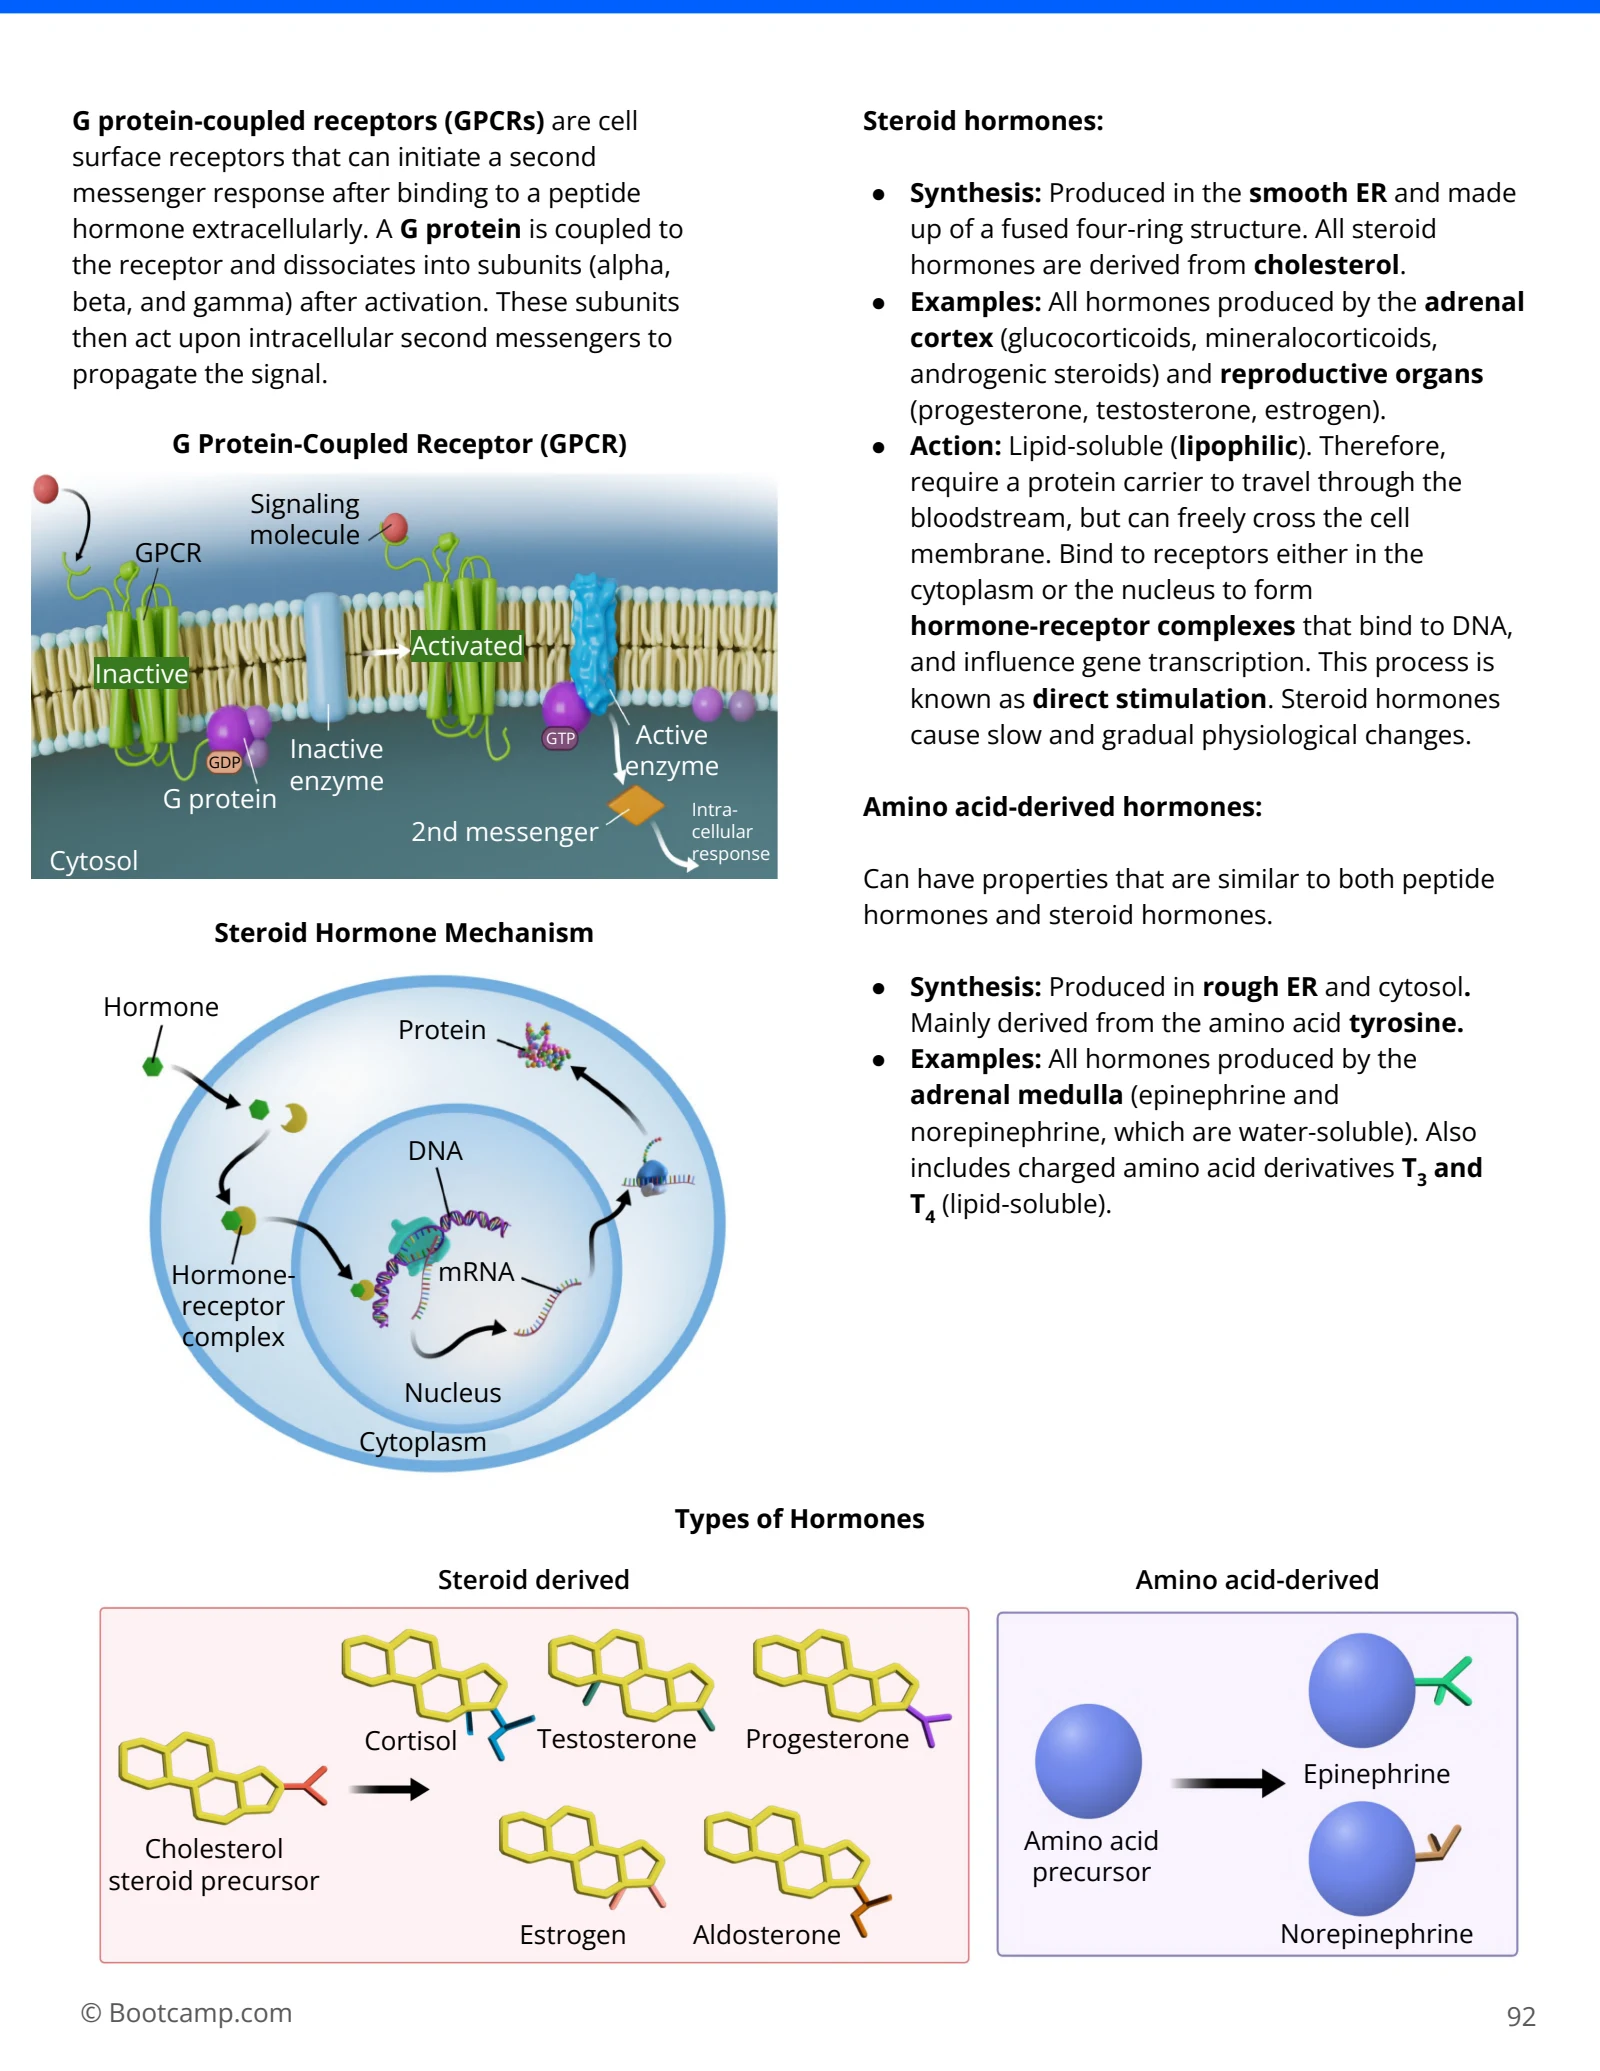 G protein-coupled receptors (GPCRs) are cell
surface receptors that can initiate a second
messenger response after binding to a peptide
hormone extracellularly. A G protein is coupled to
the receptor and dissociates into subunits (alpha,
beta, and gamma) after activation. These subunits
then act upon intracellular second messengers to
propagate the signal.
G Protein-Coupled Receptor (GPCR)
Signaling
molecule
GPCR
Inactive
Activated
GDP
G protein
Inactive
enzyme
GTP
Active
enzyme
2nd messenger
Intra-
cellular
response
Cytosol
Steroid Hormone Mechanism
Hormone
Protein
DNA
mRNA
Hormone-
receptor
complex
Nucleus
Cytoplasm
Steroid hormones:
● Synthesis: Produced in the smooth ER and made
up of a fused four-ring structure. All steroid
hormones are derived from cholesterol.
● Examples: All hormones produced by the adrenal
cortex (glucocorticoids, mineralocorticoids,
androgenic steroids) and reproductive organs
(progesterone, testosterone, estrogen).
● Action: Lipid-soluble (lipophilic). Therefore,
require a protein carrier to travel through the
bloodstream, but can freely cross the cell
membrane. Bind to receptors either in the
cytoplasm or the nucleus to form
hormone-receptor complexes that bind to DNA,
and influence gene transcription. This process is
known as direct stimulation. Steroid hormones
cause slow and gradual physiological changes.
Amino acid-derived hormones:
Can have properties that are similar to both peptide
hormones and steroid hormones.
● Synthesis: Produced in rough ER and cytosol.
Mainly derived from the amino acid tyrosine.
● Examples: All hormones produced by the
adrenal medulla (epinephrine and
norepinephrine, which are water-soluble). Also
includes charged amino acid derivatives T3 and
T4 (lipid-soluble).
Types of Hormones
Steroid derived
Cholesterol
steroid precursor
Cortisol
Testosterone
Progesterone
Estrogen
Aldosterone
Amino acid-derived
Amino acid
precursor
Epinephrine
Norepinephrine
© Bootcamp.com
92